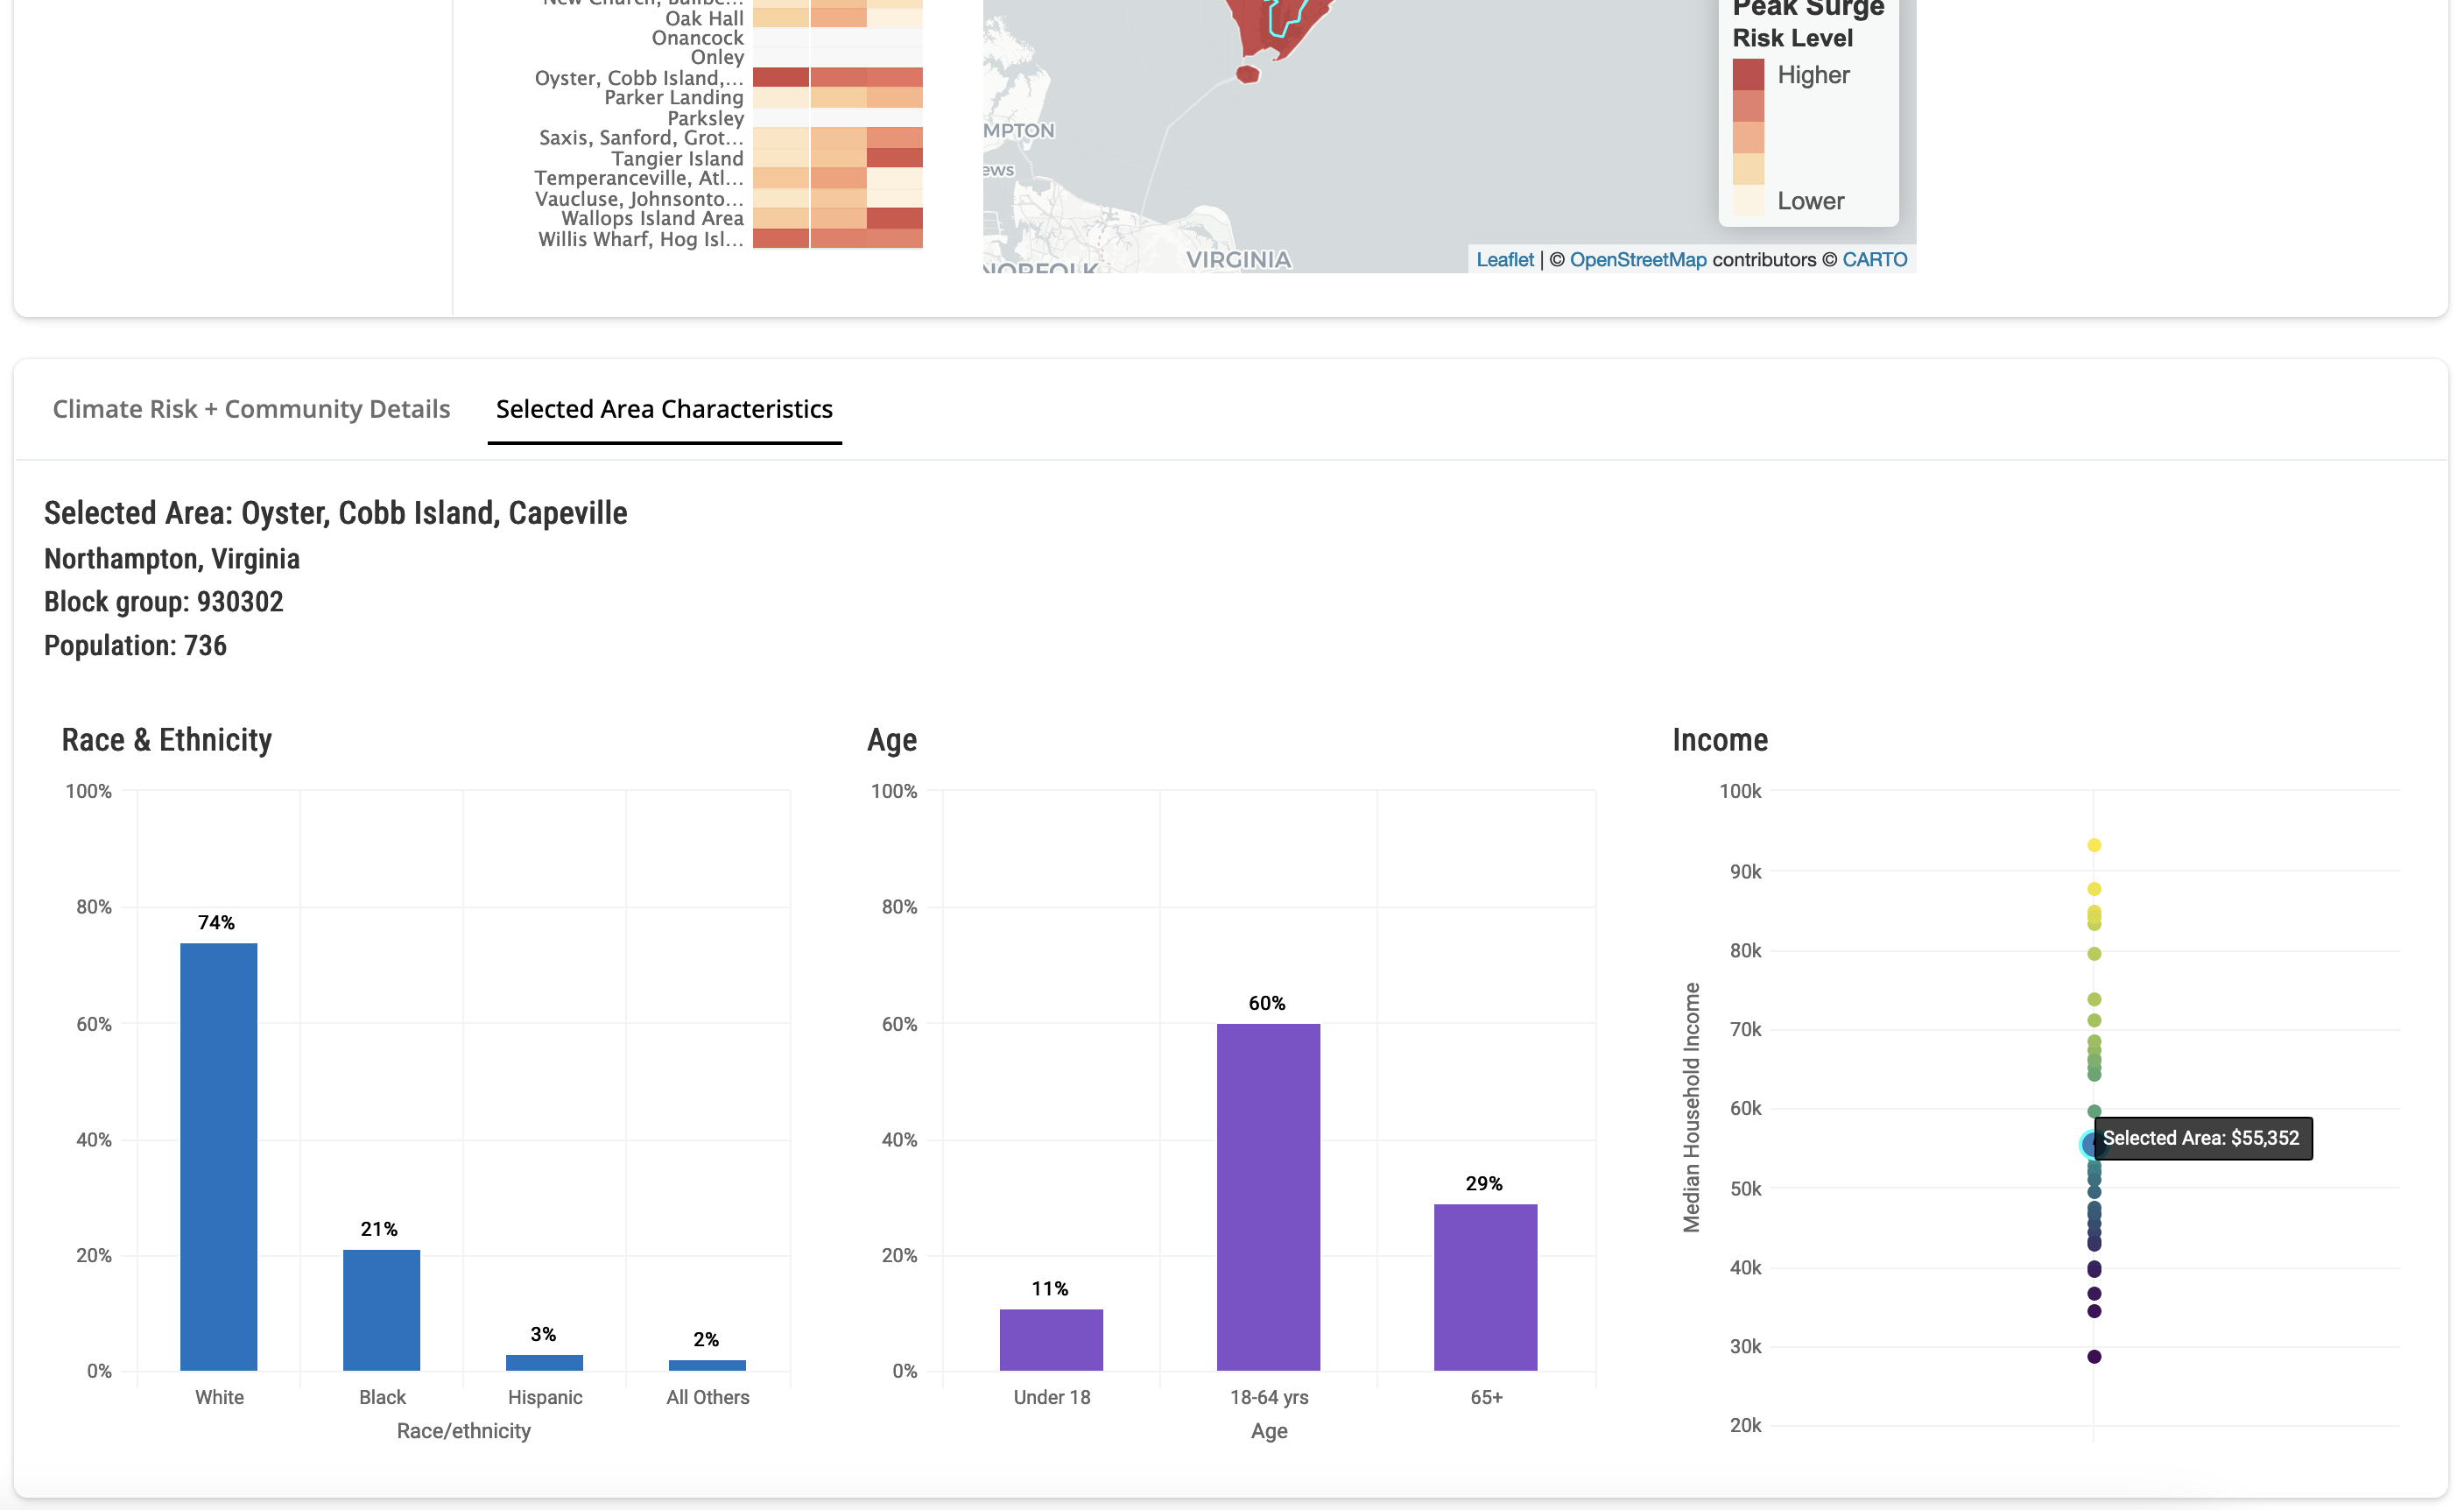 New Church, Bullbe...
Oak Hall
Onancock
Onley
Oyster, Cobb Island,...
Parker Landing
Parksley
Saxis, Sanford, Grot...
Tangier Island
Temperanceville, Atl...
Vaucluse, Johnsonto...
Wallops Island Area
Willis Wharf, Hog Isl...
MPTON
ews
NORFOLK
VIRGINIA
Peak Surge
Risk Level
Higher
Lower
Leaflet | © OpenStreetMap contributors © CARTO
Climate Risk + Community Details
Selected Area Characteristics
Selected Area: Oyster, Cobb Island, Capeville
Northampton, Virginia
Block group: 930302
Population: 736
Race & Ethnicity
100%
80%
60%
40%
20%
0%
74%
21%
3%
2%
White
Black
Hispanic
All Others
Race/ethnicity
Age
100%
80%
60%
40%
20%
0%
11%
60%
29%
Under 18
18-64 yrs
65+
Age
Income
Median Household Income
100k
90k
80k
70k
60k
50k
40k
30k
20k
Selected Area: $55,352